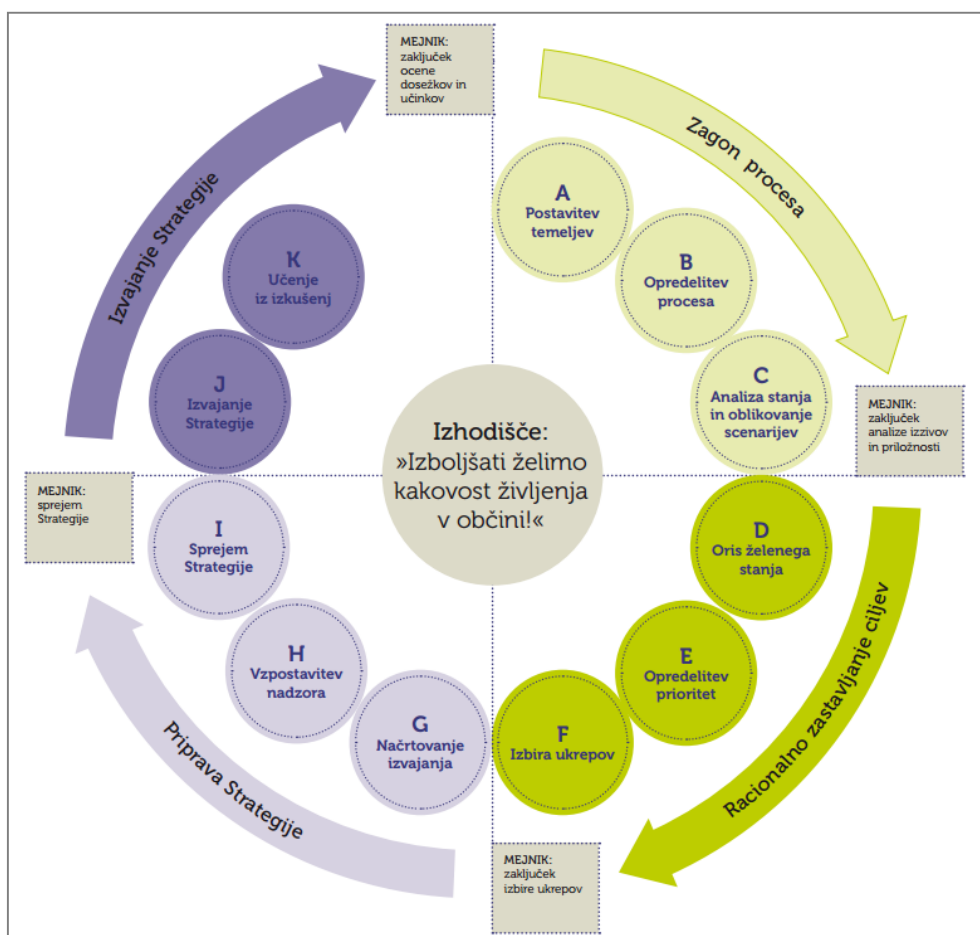 MEJNIK:
zaključek
ocene
dosežkov in
učinkov
Zagon procesa
A
Postavitev
temeljev
B
Opredelitev
procesa
C
Analiza stanja
in oblikovanje
scenarijev
MEJNIK:
zaključek
analize izzivov
in priložnosti
Izhodišče:
»Izboljšati želimo
kakovost življenja
v občini!«
D
Oris želenega
stanja
E
Opredelitev
prioritet
F
Izbira ukrepov
Racionalno zastavljanje ciljev
MEJNIK:
zaključek
izbire ukrepov
G
Načrtovanje
izvajanja
H
Vzpostavitev
nadzora
I
Sprejem
Strategije
Priprava Strategije
MEJNIK:
sprejem
Strategije
J
Izvajanje
Strategije
K
Učenje
iz izkušenj
Izvajanje Strategije